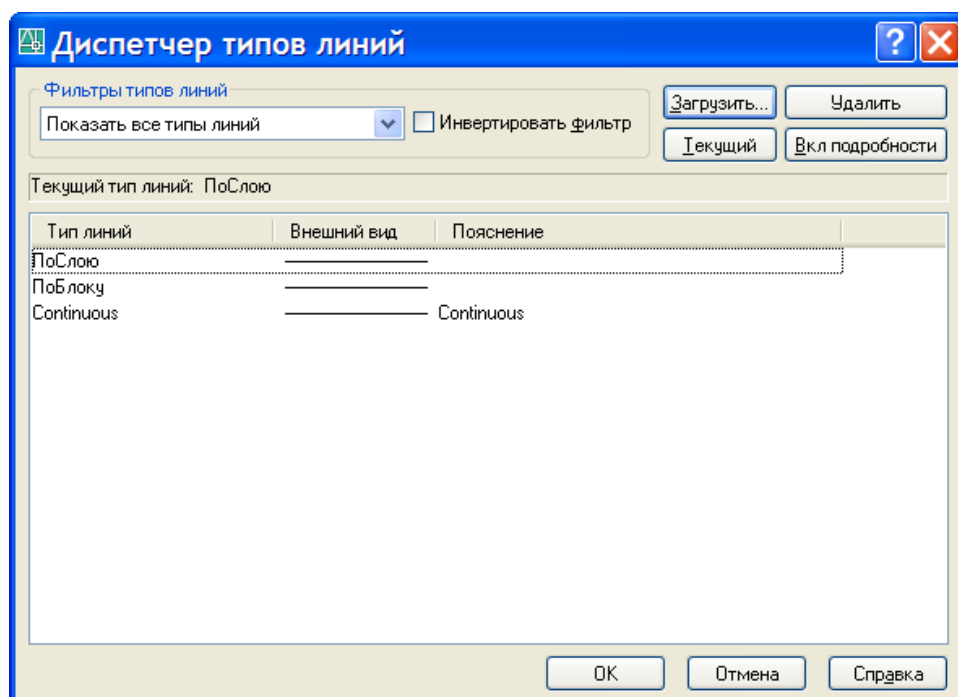 Диспетчер типов линий
?
Фильтры типов линий
Показать все типы линий
Инвертировать фильтр
Загрузить...
Удалить
Текущий
Вкл подробности
Текущий тип линий: ПоСлою
Тип линий Внешний вид Пояснение
ПоСлою
ПоБлоку
Continuous Continuous
OK Отмена Справка